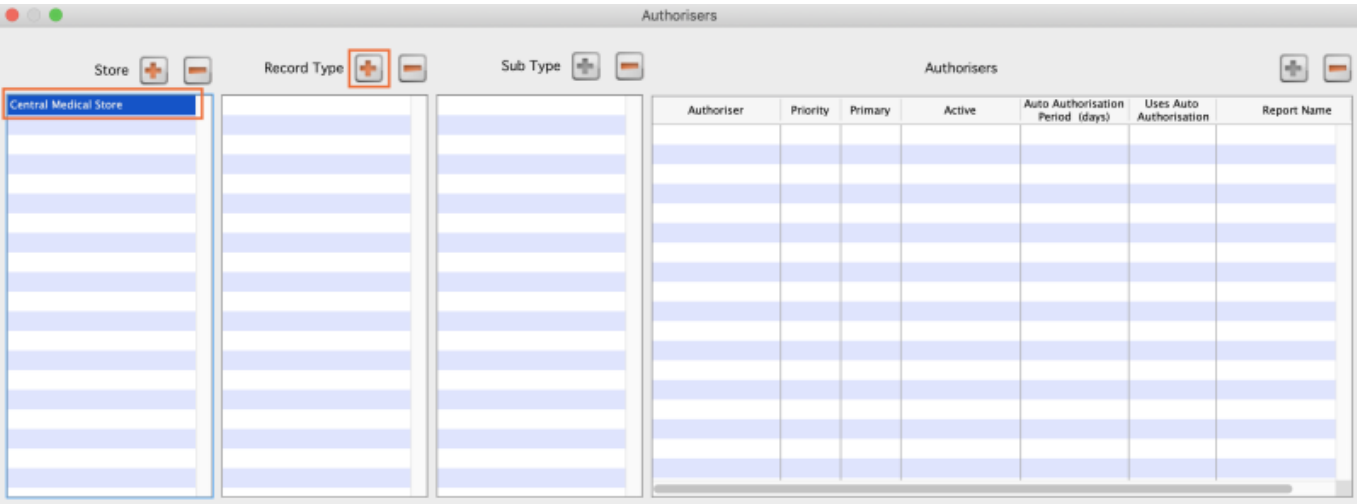 Authorisers
Store
Record Type
Sub Type
Authorisers
Central Medical Store
Authoriser
Priority
Primary
Active
Auto Authorisation
Period (days)
Uses Auto
Authorisation
Report Name